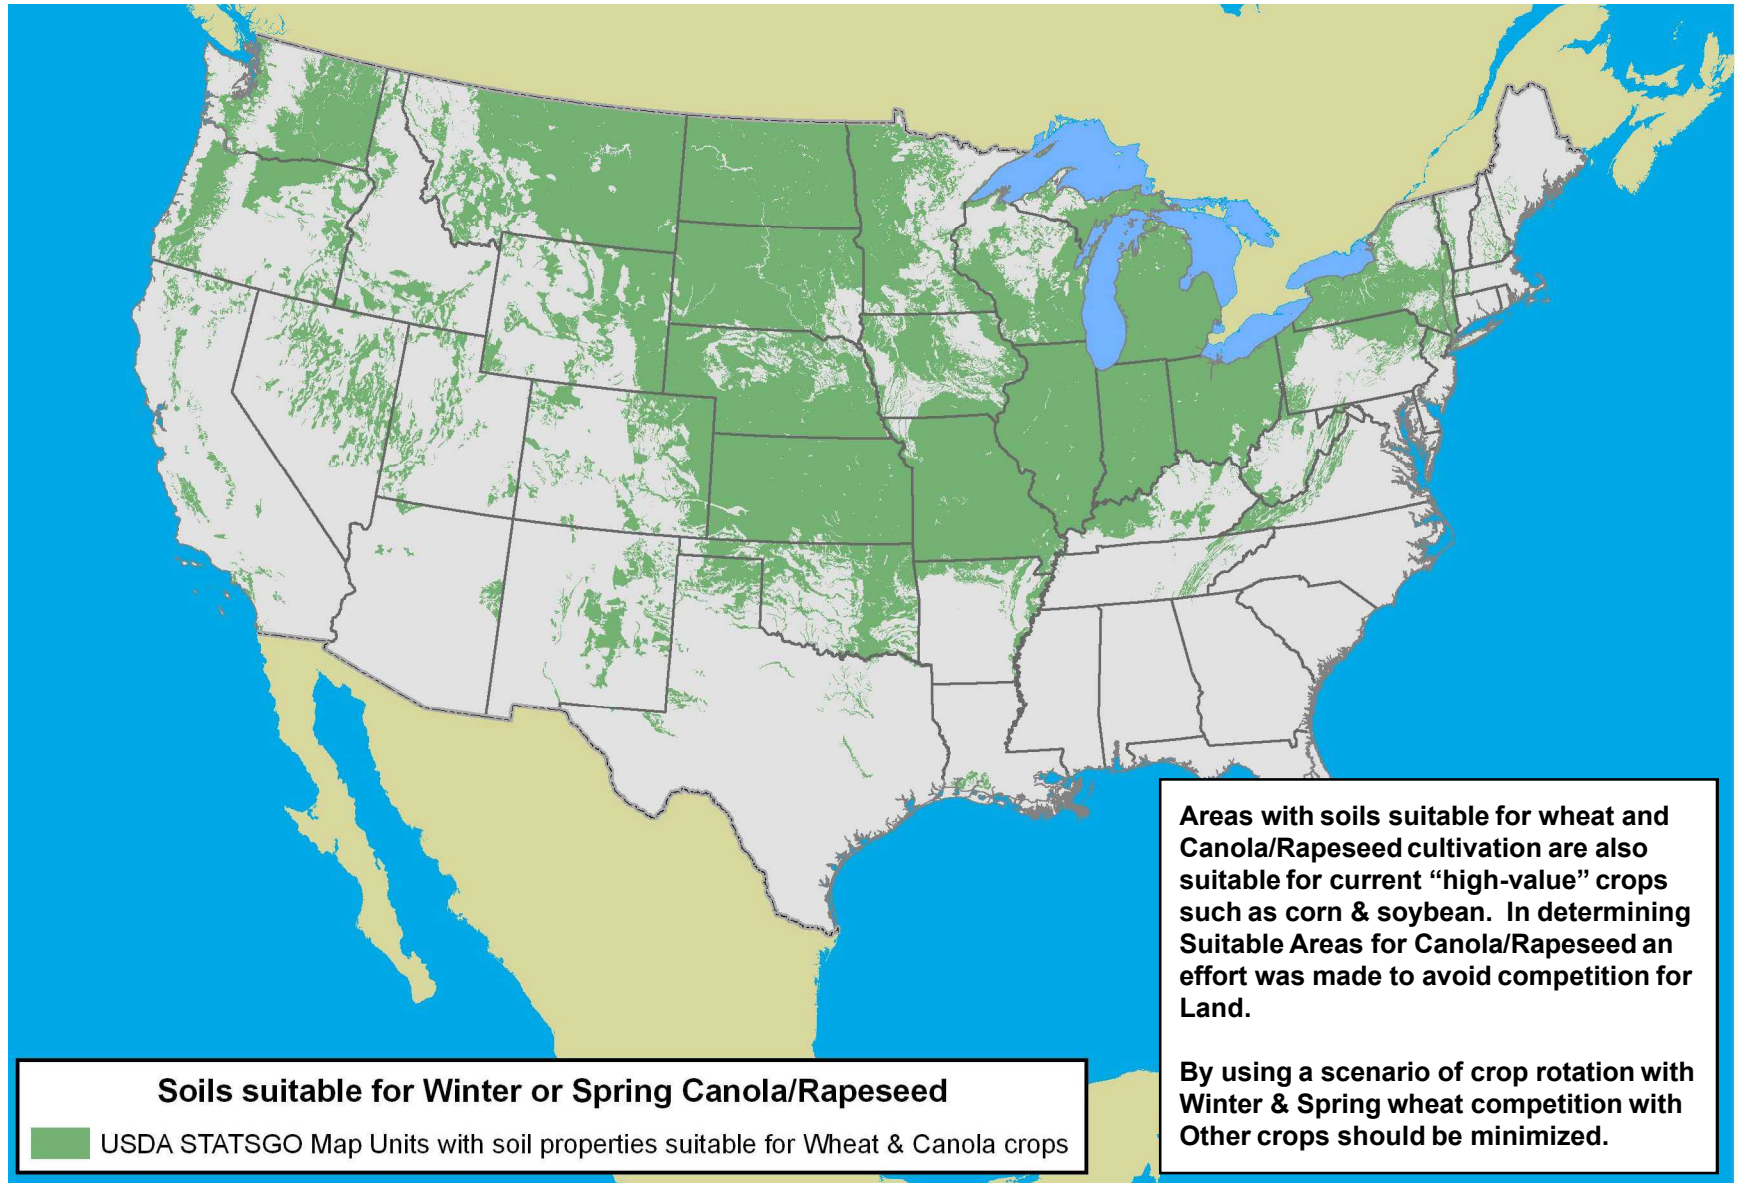 Areas with soils suitable for wheat and
Canola/Rapeseed cultivation are also
suitable for current “high-value” crops
such as corn & soybean.  In determining
Suitable Areas for Canola/Rapeseed an
effort was made to avoid competition for
Land.
By using a scenario of crop rotation with
Winter & Spring wheat competition with
Other crops should be minimized.
Soils suitable for Winter or Spring Canola/Rapeseed
USDA STATSGO Map Units with soil properties suitable for Wheat & Canola crops